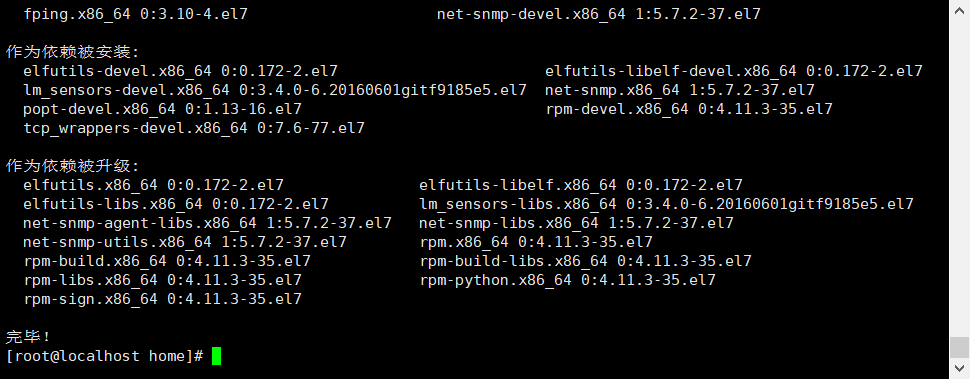 fping.x86_64 0:3.10-4.el7 net-snmp-devel.x86_64 1:5.7.2-37.el7
作为依赖被安装:
elfutils-devel.x86_64 0:0.172-2.el7 elfutils-libelf-devel.x86_64 0:0.172-2.el7
lm_sensors-devel.x86_64 0:3.4.0-6.20160601gitf9185e5.el7 net-snmp.x86_64 1:5.7.2-37.el7
popt-devel.x86_64 0:1.13-16.el7 rpm-devel.x86_64 0:4.11.3-35.el7
tcp_wrappers-devel.x86_64 0:7.6-77.el7
作为依赖被升级:
elfutils.x86_64 0:0.172-2.el7 elfutils-libelf.x86_64 0:0.172-2.el7
elfutils-libs.x86_64 0:0.172-2.el7 lm_sensors-libs.x86_64 0:3.4.0-6.20160601gitf9185e5.el7
net-snmp-agent-libs.x86_64 1:5.7.2-37.el7 net-snmp-libs.x86_64 1:5.7.2-37.el7
net-snmp-utils.x86_64 1:5.7.2-37.el7 rpm.x86_64 0:4.11.3-35.el7
rpm-build.x86_64 0:4.11.3-35.el7 rpm-build-libs.x86_64 0:4.11.3-35.el7
rpm-libs.x86_64 0:4.11.3-35.el7 rpm-python.x86_64 0:4.11.3-35.el7
rpm-sign.x86_64 0:4.11.3-35.el7
完毕！
[root@localhost home]#